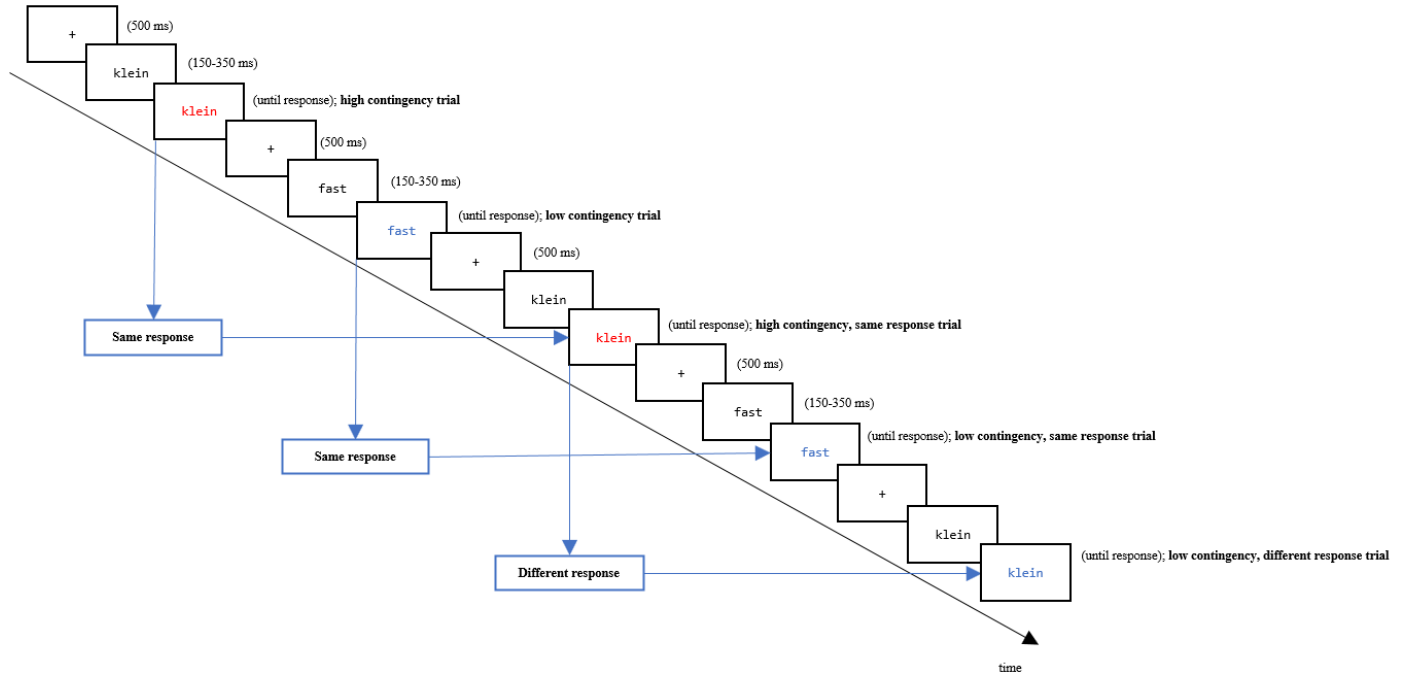 +
(500 ms)
klein
(150-350 ms)
klein
(until response); high contingency trial
+
(500 ms)
fast
(150-350 ms)
fast
(until response); low contingency trial
+
(500 ms)
klein
klein
(until response); high contingency, same response trial
Same response
+
(500 ms)
fast
(150-350 ms)
fast
(until response); low contingency, same response trial
Same response
+
klein
klein
(until response); low contingency, different response trial
Different response
time